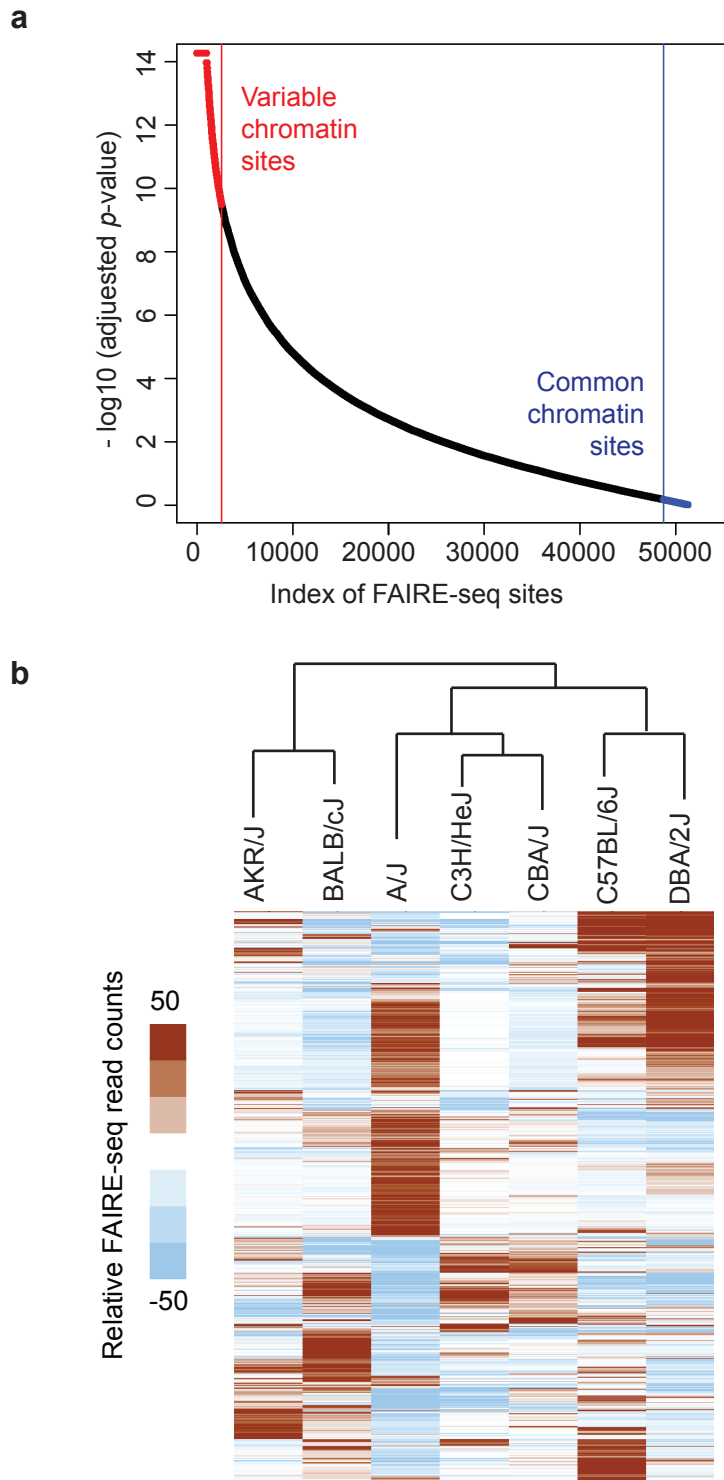 a
14
12
10
8
6
4
2
0
- log10 (adjuested p-value)
Variable
chromatin
sites
Common
chromatin
sites
0 10000 20000 30000 40000 50000
Index of FAIRE-seq sites
b
AKR/J
BALB/cJ
A/J
C3H/HeJ
CBA/J
C57BL/6J
DBA/2J
Relative FAIRE-seq read counts
50
-50